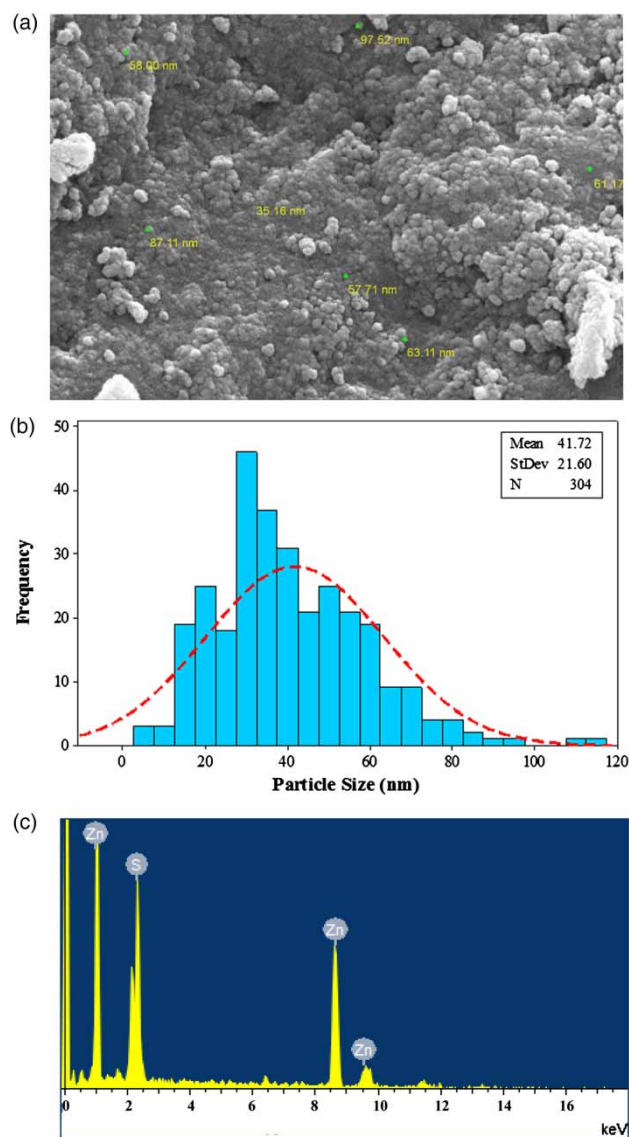 (a)
97.52 nm
58.00 nm
61.17
35.16 nm
87.11 nm
57.71 nm
63.11 nm
(b)
50
Mean 41.72
StDev 21.60
N 304
40
30
20
10
0
Frequency
0 20 40 60 80 100 120
Particle Size (nm)
(c)
Zn
S
Zn
Zn
0 2 4 6 8 10 12 14 16
keV